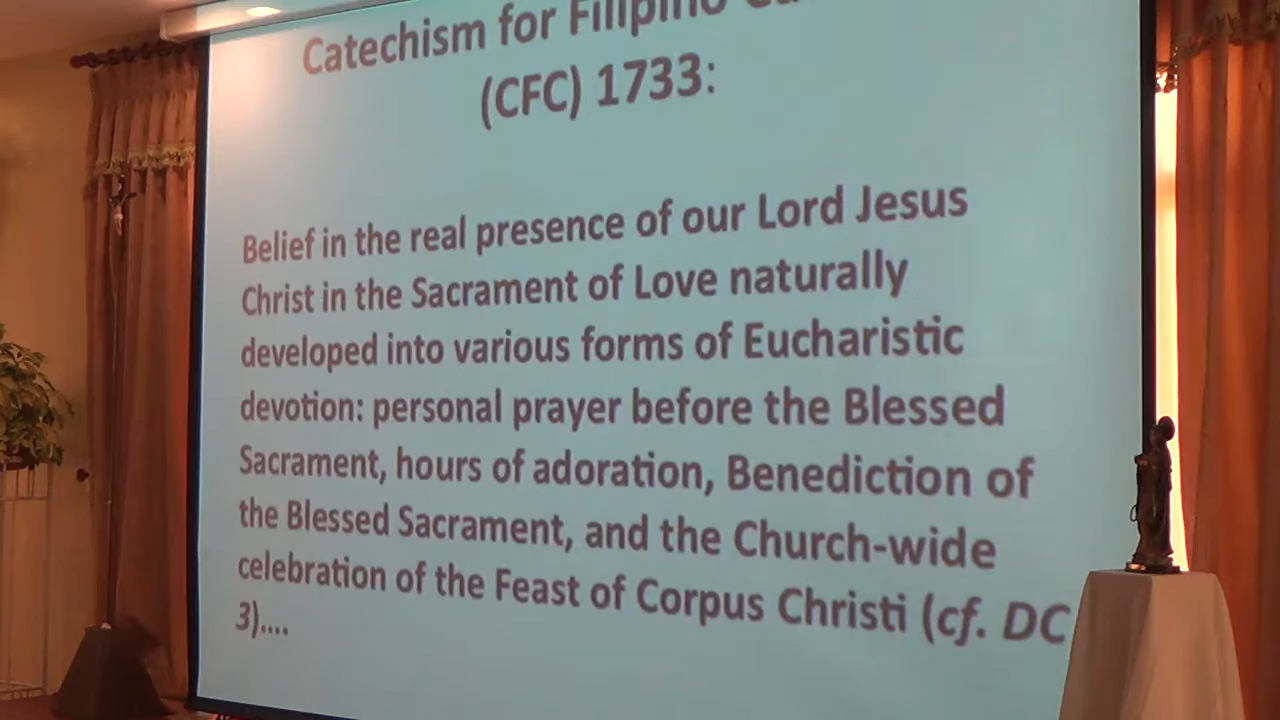 Catechism for Filipino
(CFC) 1733:
Belief in the real presence of our Lord Jesus
Christ in the Sacrament of Love naturally
developed into various forms of Eucharistic
devotion: personal prayer before the Blessed
Sacrament, hours of adoration, Benediction of
the Blessed Sacrament, and the Church-wide
celebration of the Feast of Corpus Christi (cf. DC
3)....